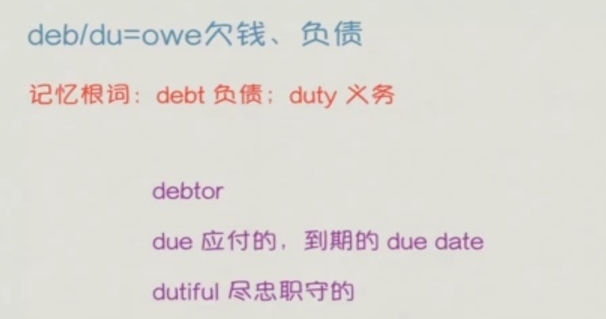 deb/du=owe欠钱、负债
记忆根词：debt 负债；duty 义务
debtor
due 应付的，到期的 due date
dutiful 尽忠职守的